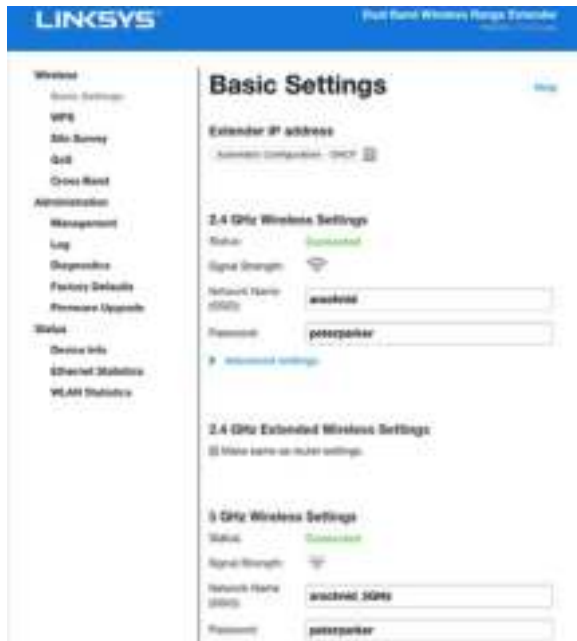 LINKSYS
Dual Band Wireless Range Extender
Wireless
Basic Settings
WPS
Site Survey
QoS
Cross Band
Administration
Management
Log
Diagnostics
Factory Defaults
Firmware Upgrade
Status
Device Info
Ethernet Statistics
WLAN Statistics
Basic Settings
Help
Extender IP address
Automatic Configuration - DHCP
2.4 GHz Wireless Settings
Status: Connected
Signal Strength:
Network Name
(SSID): arachnid
Password: peterparker
Advanced settings
2.4 GHz Extended Wireless Settings
Make same as router settings.
5 GHz Wireless Settings
Status: Connected
Signal Strength:
Network Name
(SSID): arachnid_5GHz
Password: peterparker